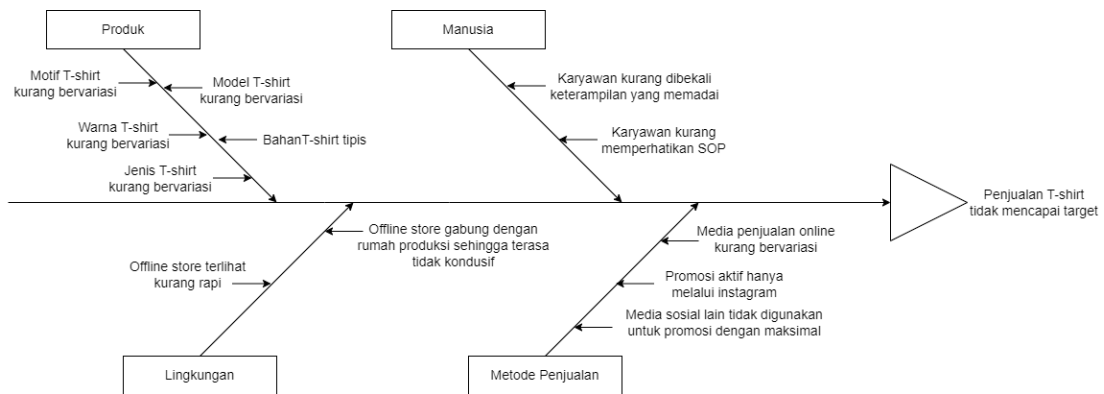 Produk
Manusia
Motif T-shirt
kurang bervariasi
Model T-shirt
kurang bervariasi
Warna T-shirt
kurang bervariasi
BahanT-shirt tipis
Jenis T-shirt
kurang bervariasi
Karyawan kurang dibekali
keterampilan yang memadai
Karyawan kurang
memperhatikan SOP
Penjualan T-shirt
tidak mencapai target
Offline store gabung dengan
rumah produksi sehingga terasa
tidak kondusif
Offline store terlihat
kurang rapi
Media penjualan online
kurang bervariasi
Promosi aktif hanya
melalui instagram
Media sosial lain tidak digunakan
untuk promosi dengan maksimal
Lingkungan
Metode Penjualan